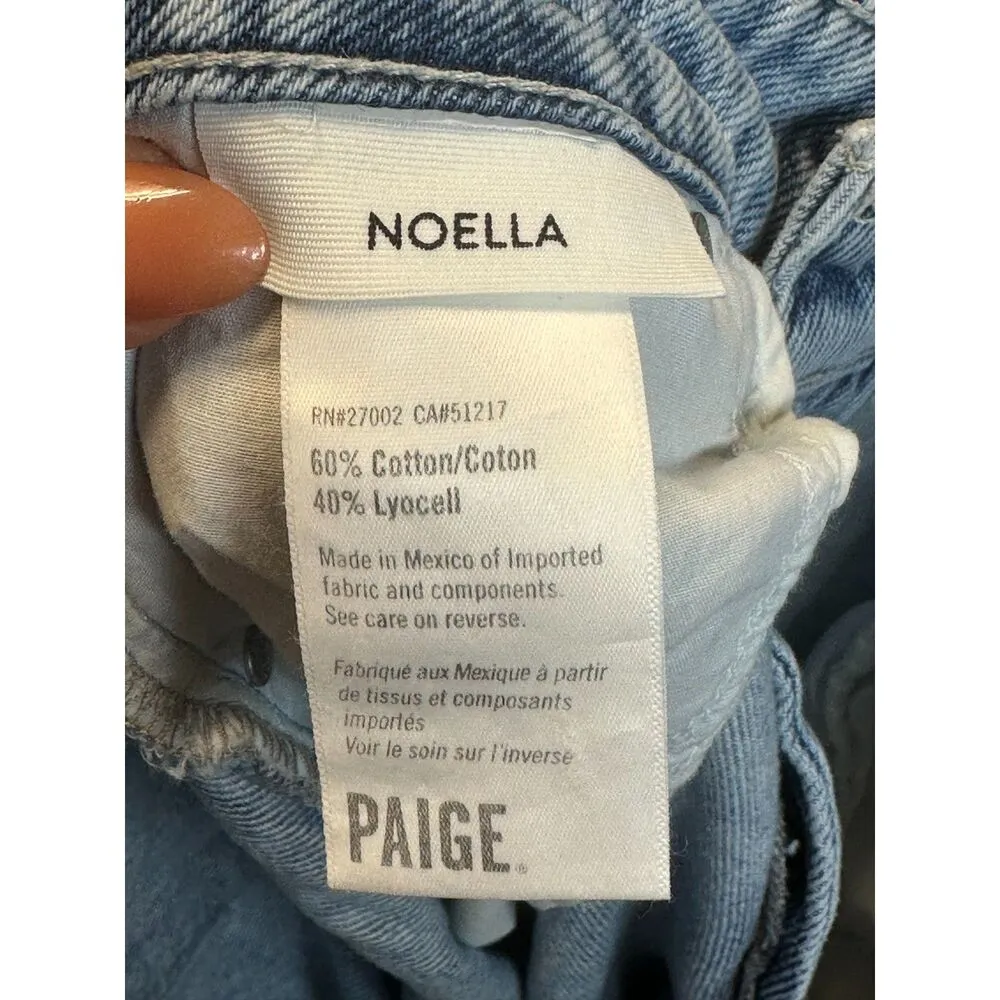 NOELLA
RN#27002 CA#51217
60% Cotton/Coton
40% Lyocell
Made in Mexico of Imported
fabric and components.
See care on reverse.
Fabriqué aux Mexique à partir
de tissus et composants
importés
Voir le soin sur l'inverse
PAIGE®